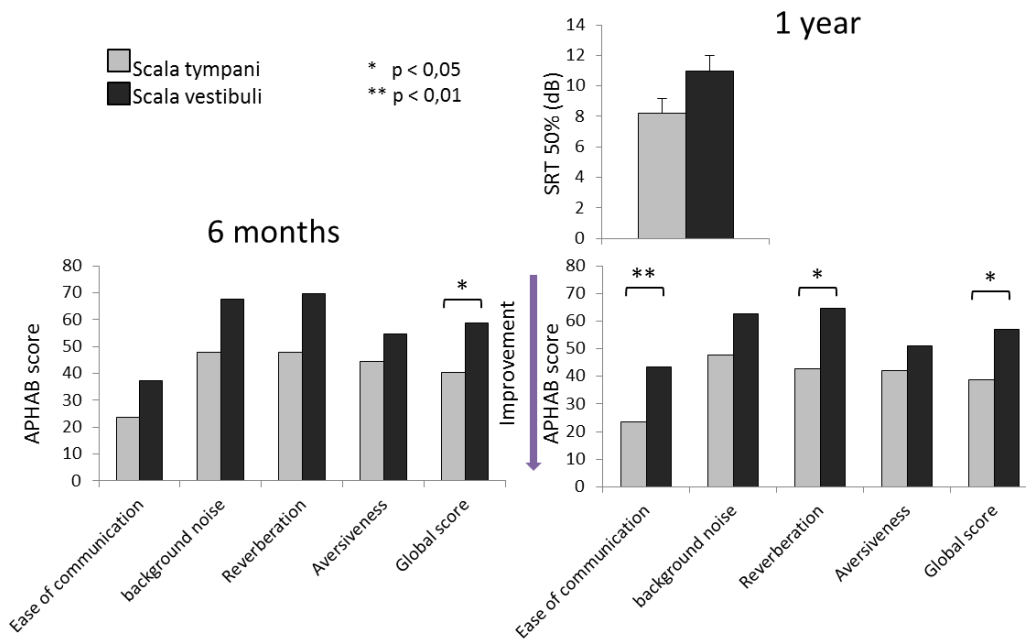 Scala tympani
Scala vestibuli
* p < 0,05
** p < 0,01
1 year
SRT 50% (dB)
14
12
10
8
6
4
2
0
6 months
APHAB score
80
70
60
50
40
30
20
10
0
*
Ease of communication
background noise
Reverberation
Aversiveness
Global score
Improvement
APHAB score
80
70
60
50
40
30
20
10
0
**
*
*
Ease of communication
background noise
Reverberation
Aversiveness
Global score